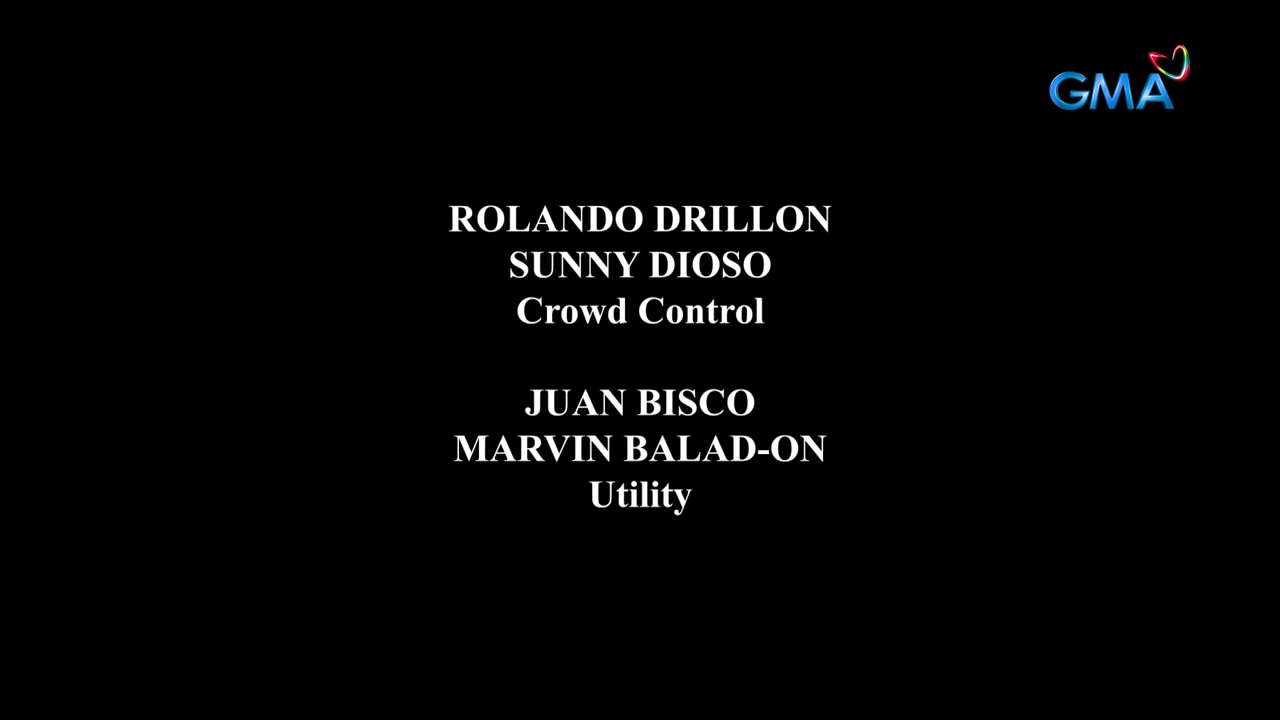 GMA
ROLANDO DRILLON
SUNNY DIOSO
Crowd Control
JUAN BISCO
MARVIN BALAD-ON
Utility